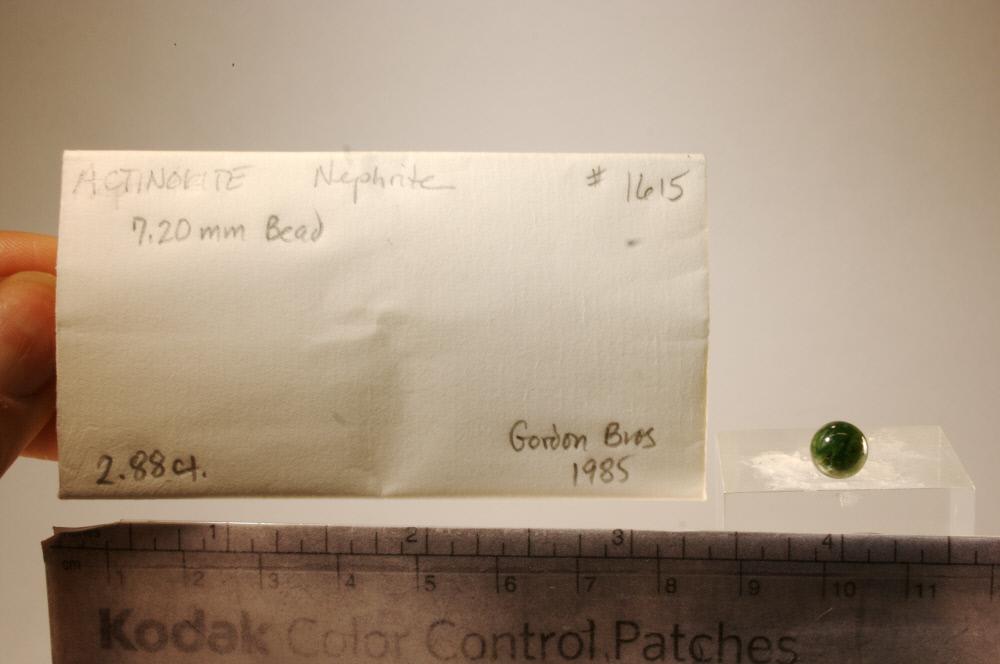 ACTINOLITE Nephrite # 1615
7.20 mm Bead
Gordon Bros
2.88 ct. 1985
1 2 3 4
cm 1 2 3 4 5 6 7 8 9 10 11
Kodak Color Control Patches